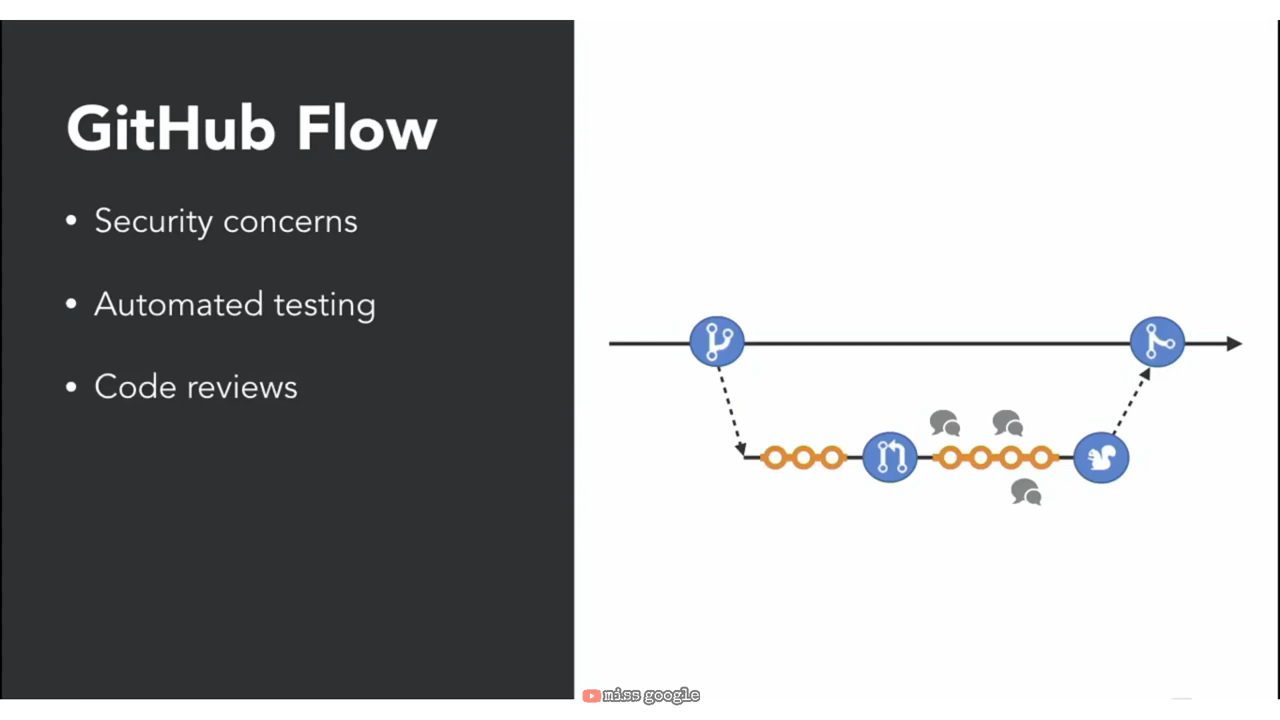 GitHub Flow
• Security concerns
• Automated testing
• Code reviews
miss google